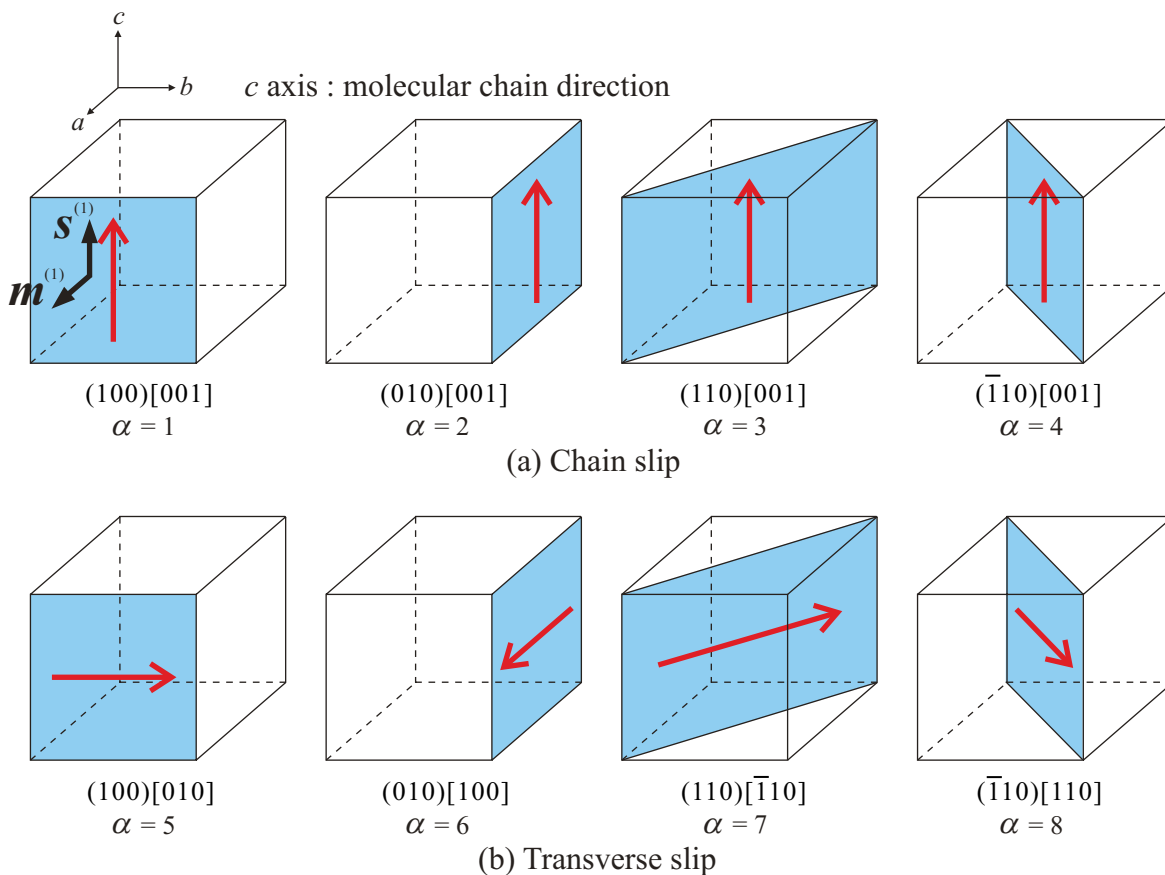 c
b
a
c axis : molecular chain direction
s(1)
m(1)
(100)[001]
α = 1
(010)[001]
α = 2
(110)[001]
α = 3
(1̅10)[001]
α = 4
(a) Chain slip
(100)[010]
α = 5
(010)[100]
α = 6
(110)[1̅10]
α = 7
(1̅10)[110]
α = 8
(b) Transverse slip